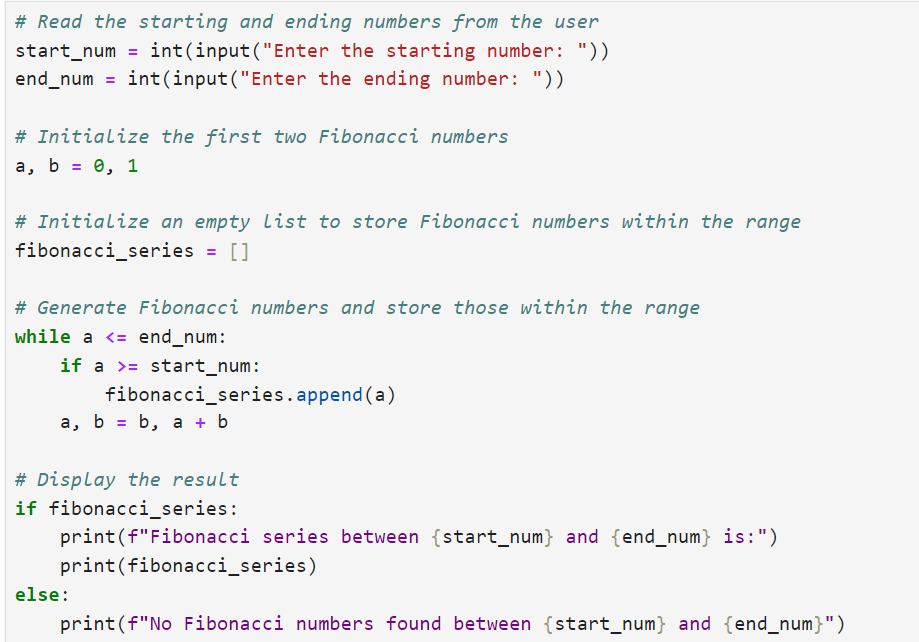 # Read the starting and ending numbers from the user
start_num = int(input("Enter the starting number: "))
end_num = int(input("Enter the ending number: "))
# Initialize the first two Fibonacci numbers
a, b = 0, 1
# Initialize an empty list to store Fibonacci numbers within the range
fibonacci_series = []
# Generate Fibonacci numbers and store those within the range
while a <= end_num:
    if a >= start_num:
        fibonacci_series.append(a)
    a, b = b, a + b
# Display the result
if fibonacci_series:
    print(f"Fibonacci series between {start_num} and {end_num} is:")
    print(fibonacci_series)
else:
    print(f"No Fibonacci numbers found between {start_num} and {end_num}")